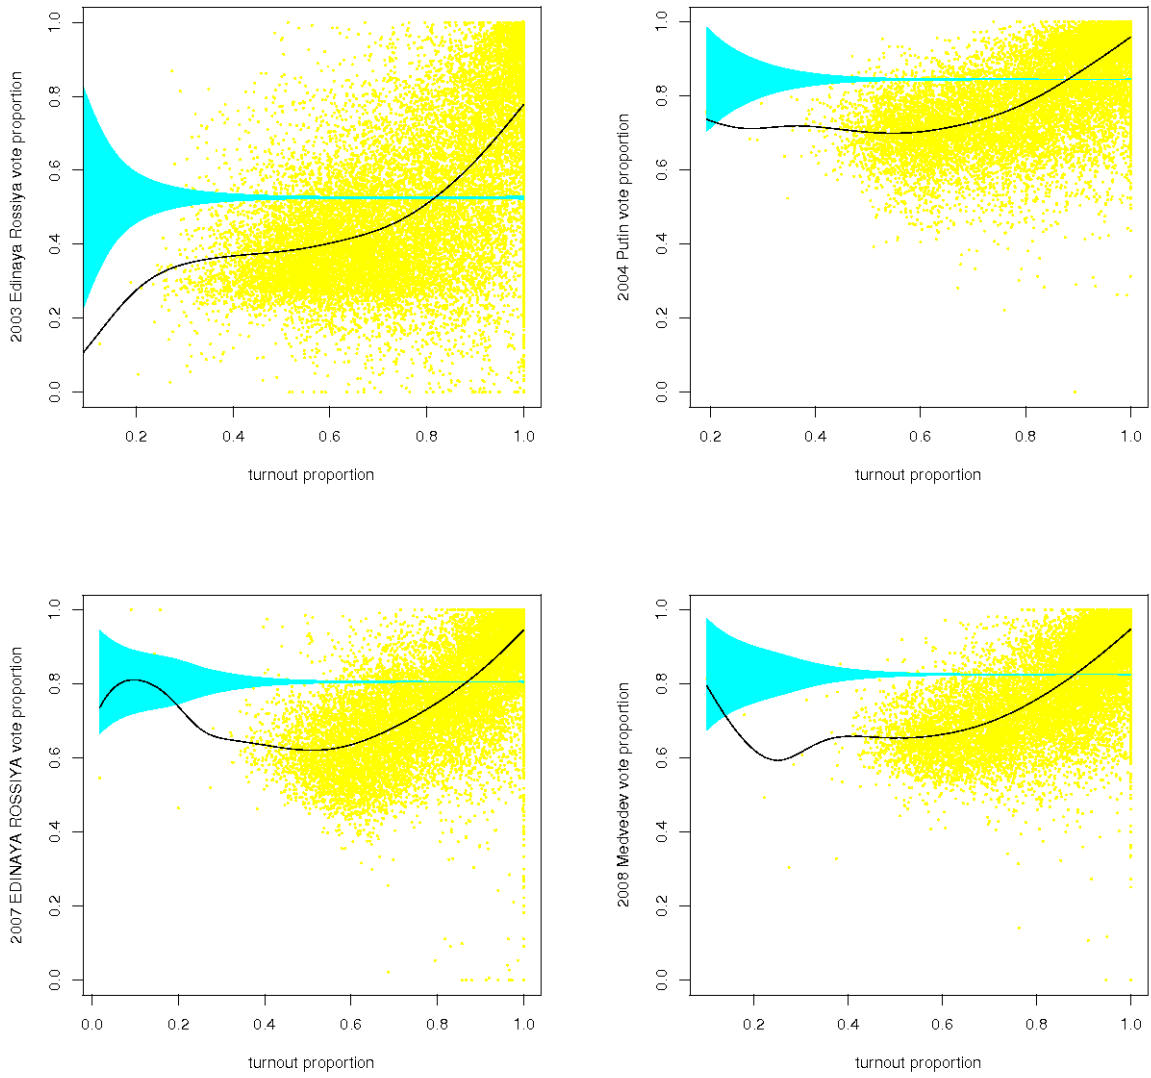 2003 Edinaya Rossiya vote proportion
0.0 0.2 0.4 0.6 0.8 1.0
0.2 0.4 0.6 0.8 1.0
turnout proportion
2004 Putin vote proportion
0.0 0.2 0.4 0.6 0.8 1.0
0.2 0.4 0.6 0.8 1.0
turnout proportion
2007 EDINAYA ROSSIYA vote proportion
0.0 0.2 0.4 0.6 0.8 1.0
0.0 0.2 0.4 0.6 0.8 1.0
turnout proportion
2008 Medvedev vote proportion
0.0 0.2 0.4 0.6 0.8 1.0
0.2 0.4 0.6 0.8 1.0
turnout proportion